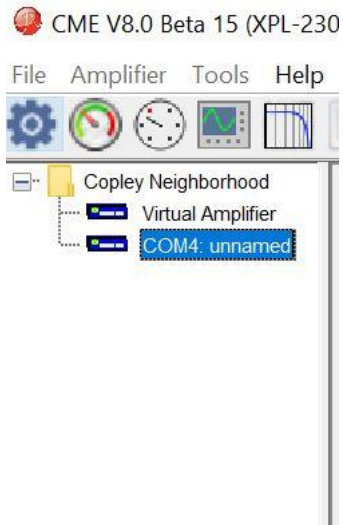 CME V8.0 Beta 15 (XPL-230
File Amplifier Tools Help
Copley Neighborhood
Virtual Amplifier
COM4: unnamed